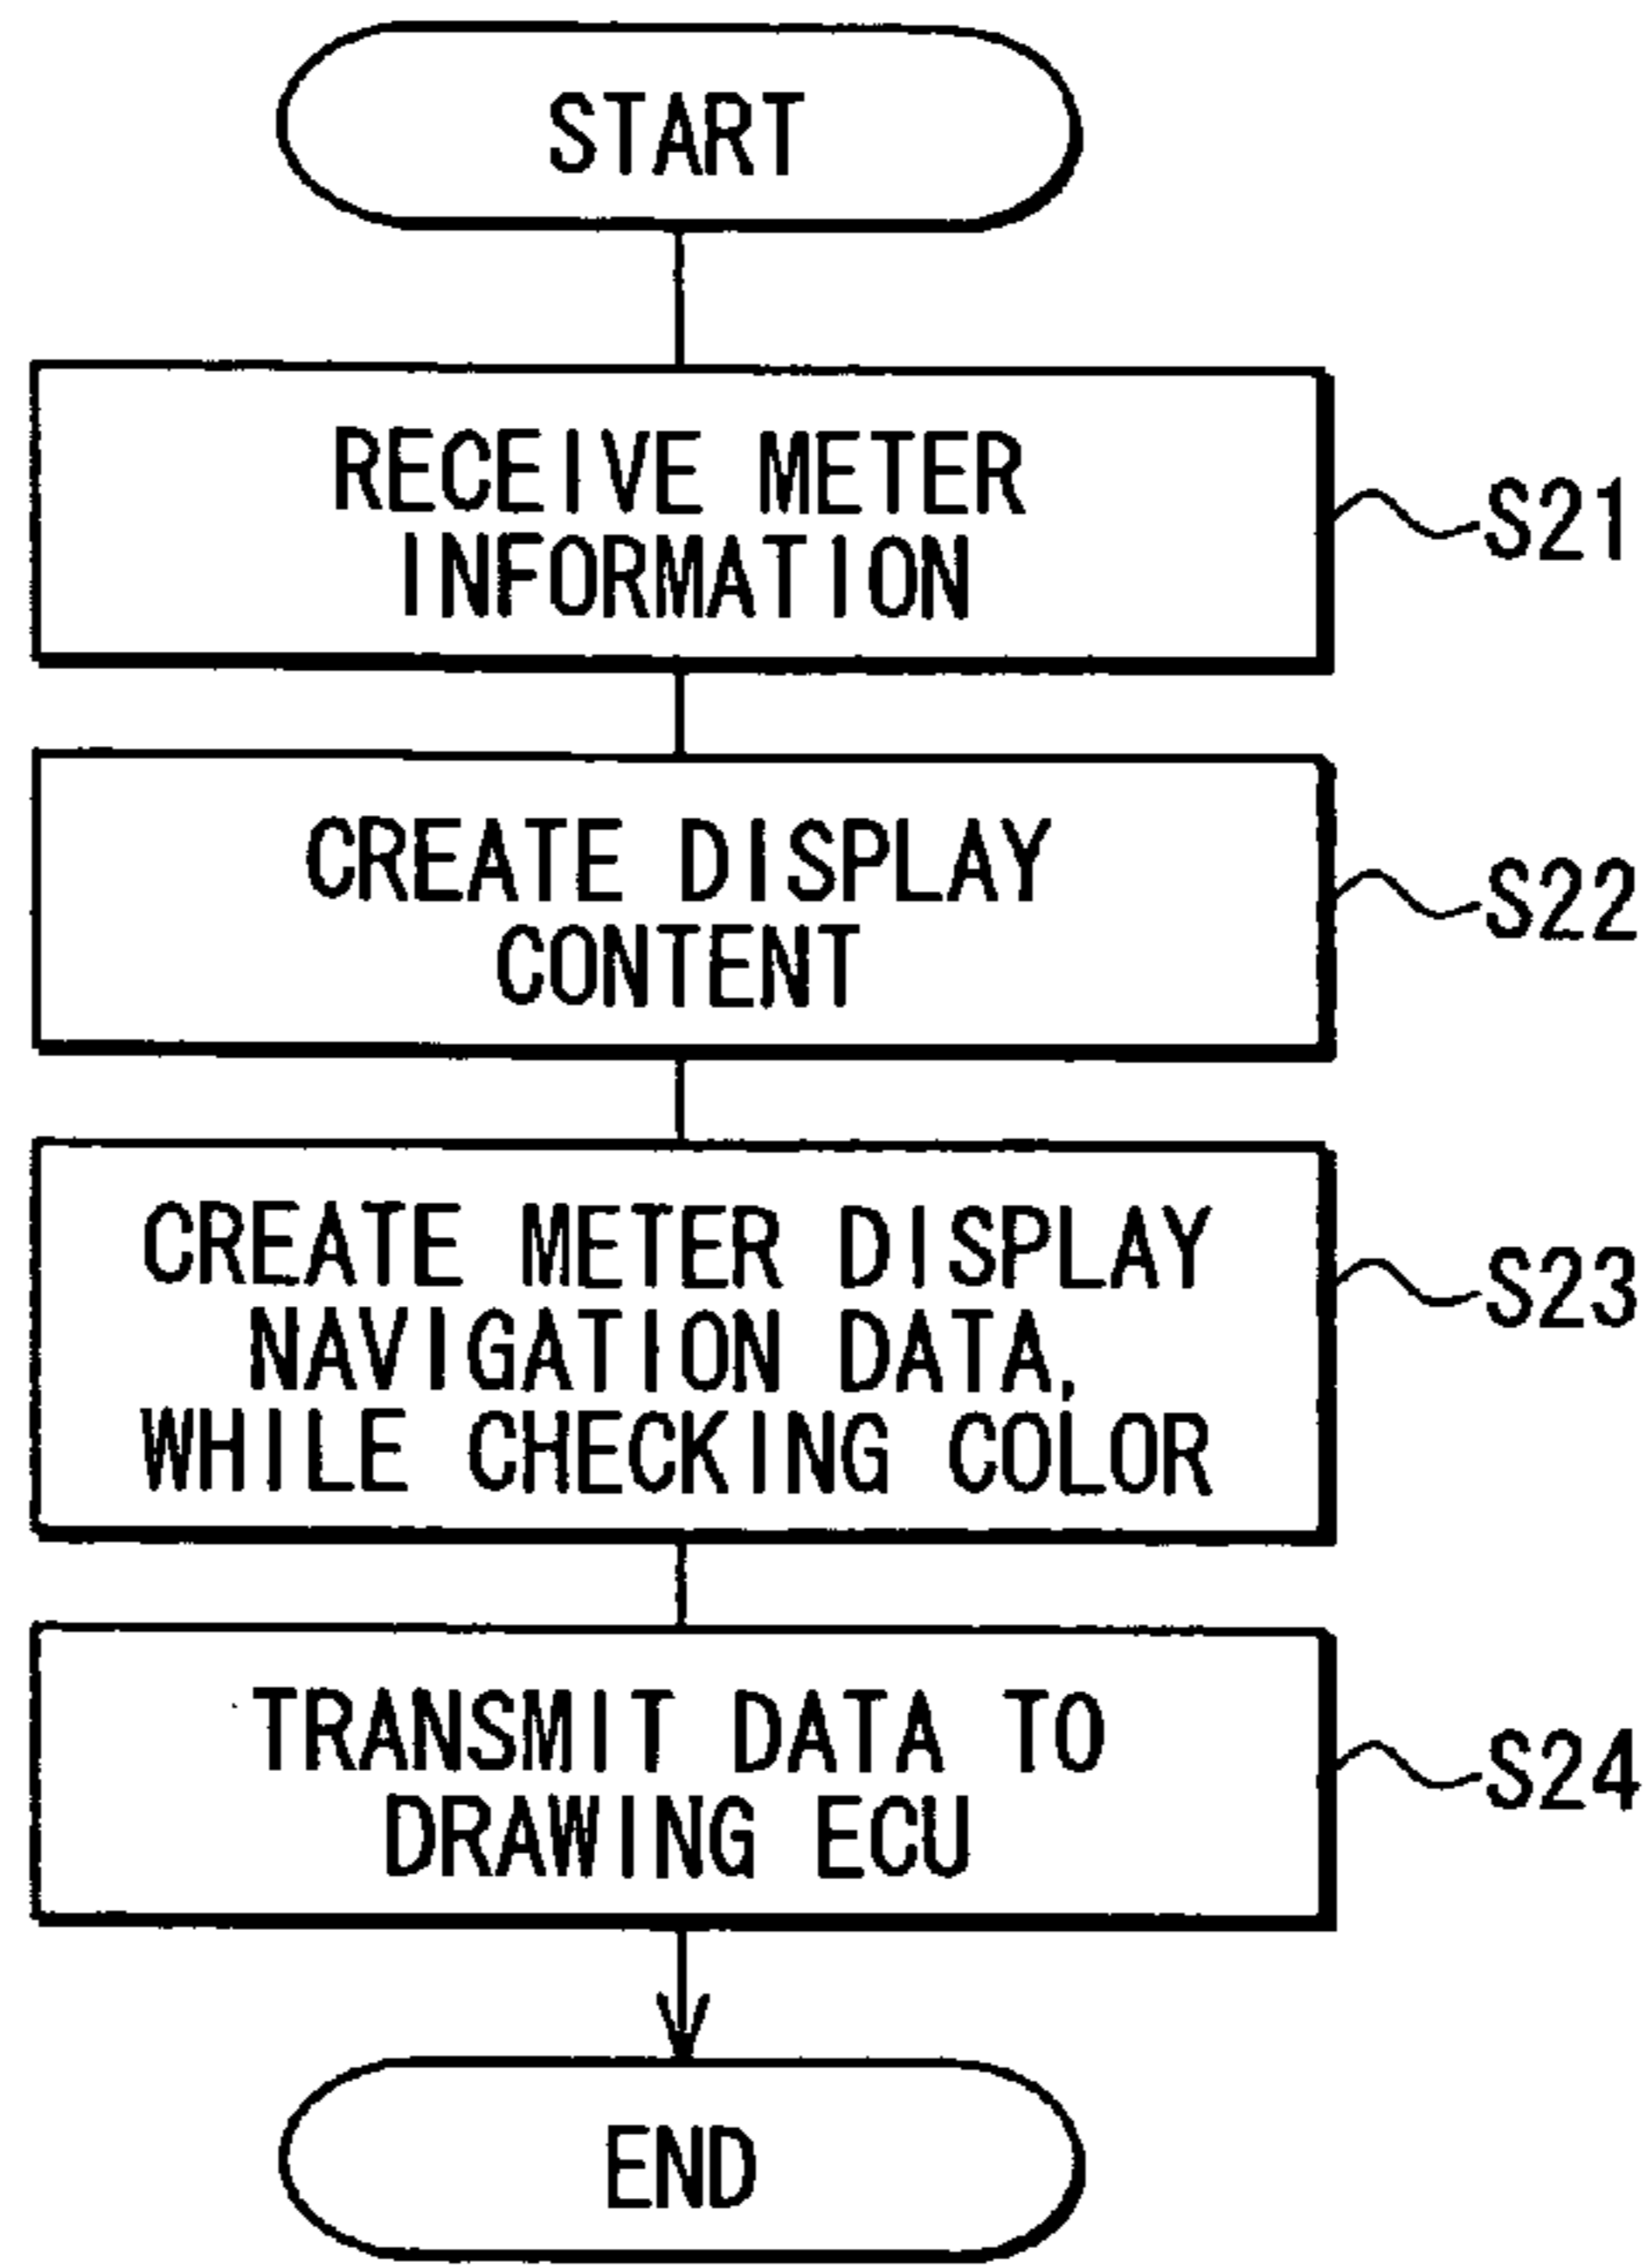 START
RECEIVE METER
INFORMATION
S21
CREATE DISPLAY
CONTENT
S22
CREATE METER DISPLAY
NAVIGATION DATA,
WHILE CHECKING COLOR
S23
TRANSMIT DATA TO
DRAWING ECU
S24
END